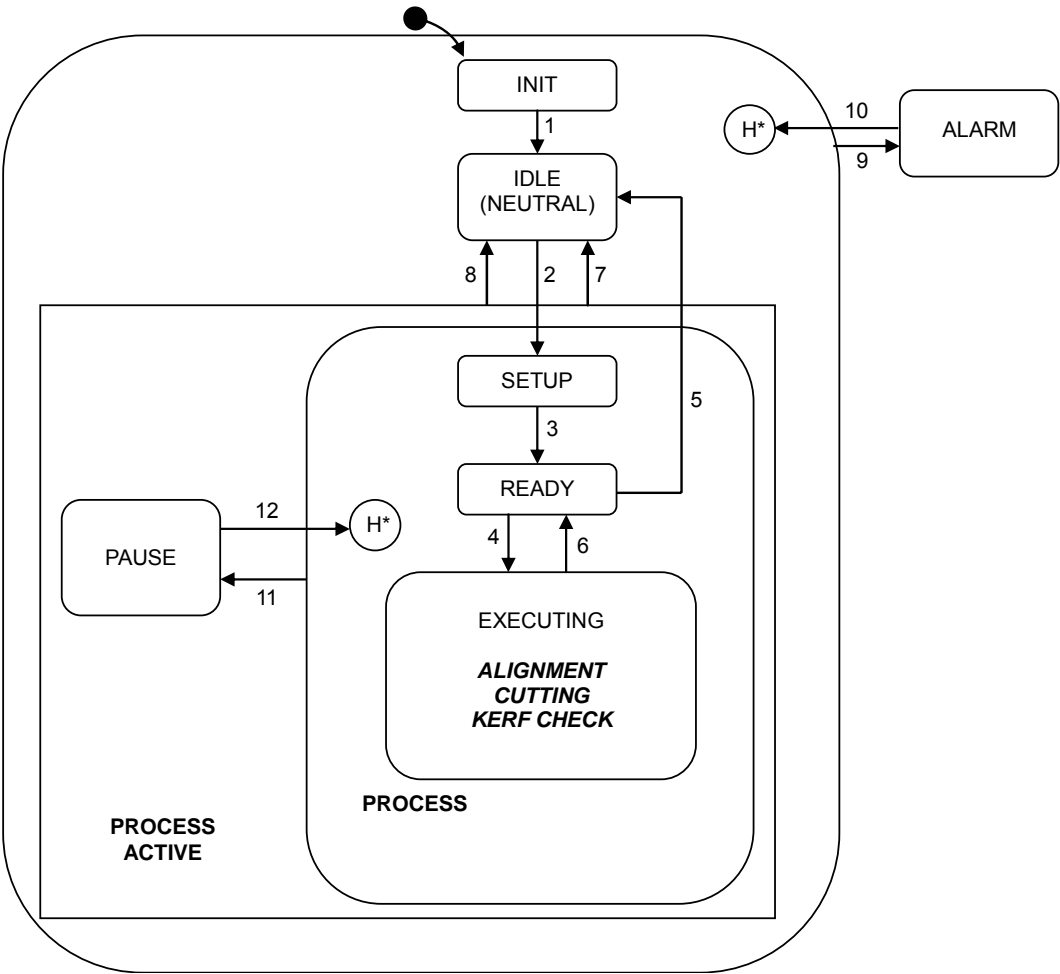 INIT
1
10
H*
ALARM
9
IDLE
(NEUTRAL)
8
2
7
SETUP
5
3
READY
12
H*
4
6
PAUSE
11
EXECUTING
ALIGNMENT
CUTTING
KERF CHECK
PROCESS
PROCESS
ACTIVE